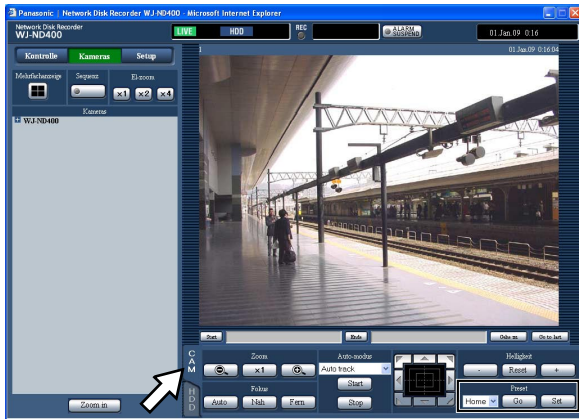 Panasonic | Network Disk Recorder WJ-ND400 - Microsoft Internet Explorer
Network Disk Recorder
WJ-ND400
LIVE HDD REC ALARM SUSPEND 01.Jan.09 0:16
Kontrolle Kameras Setup
Mehrfachanzeige Sequenz El-zoom
x1 x2 x4
Kameras
WJ-ND400
1 01.Jan.09 0:16:04
Start Ende Gehe zu Go to last
CAM
HDD
Zoom
x1
Fokus
Auto Nah Fern
Auto-modus
Auto track
Start
Stop
Helligkeit
- Reset +
Preset
Home Go Set
Zoom in